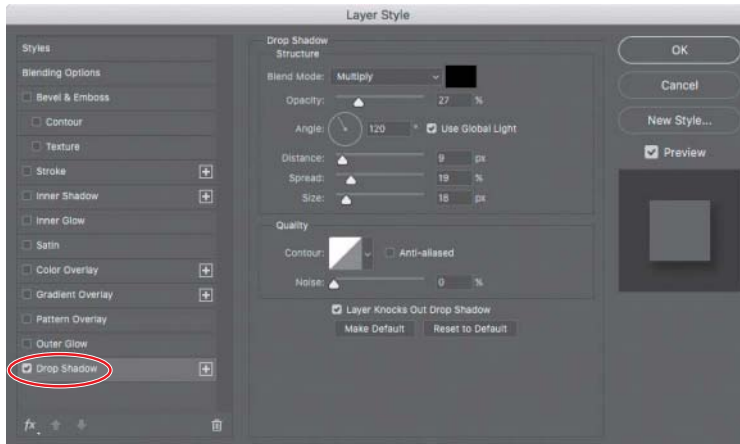 Layer Style
Styles
Blending Options
Bevel & Emboss
Contour
Texture
Stroke
Inner Shadow
Inner Glow
Satin
Color Overlay
Gradient Overlay
Pattern Overlay
Outer Glow
Drop Shadow
fx
Drop Shadow
Structure
Blend Mode: Multiply
Opacity: 27 %
Angle: 120 ° Use Global Light
Distance: 9 px
Spread: 19 %
Size: 18 px
Quality
Contour: Anti-aliased
Noise: 0 %
Layer Knocks Out Drop Shadow
Make Default Reset to Default
OK
Cancel
New Style...
Preview